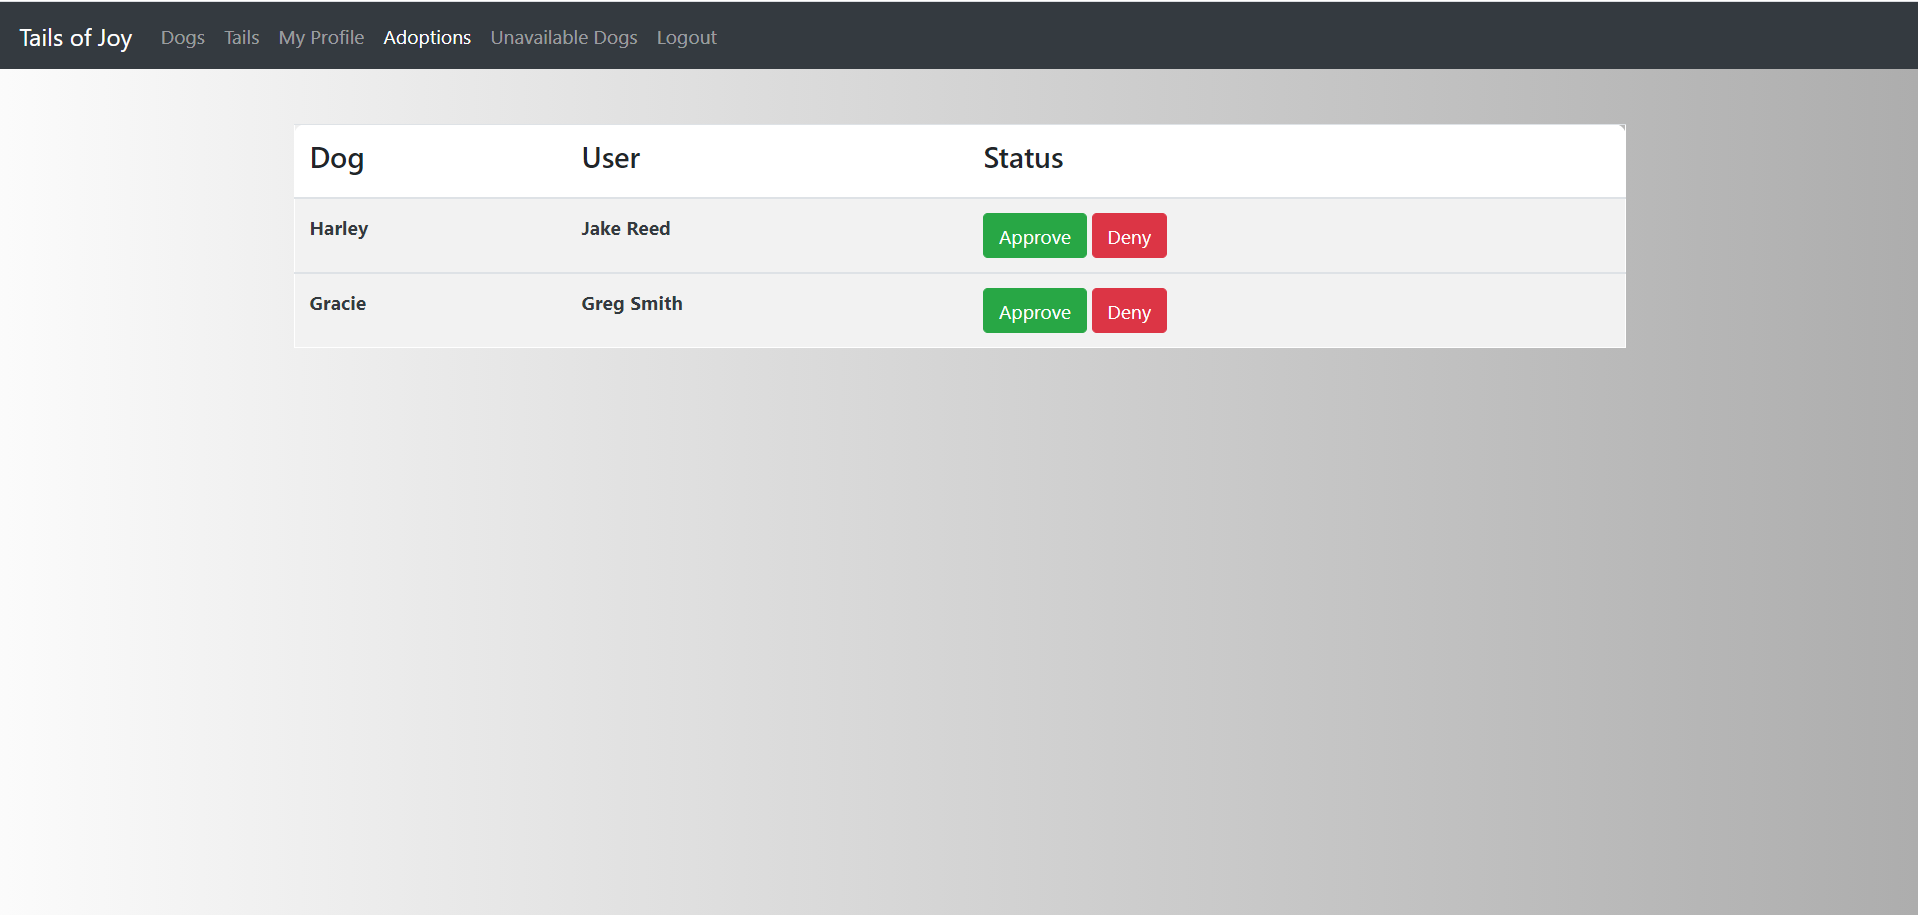 Tails of Joy Dogs Tails My Profile Adoptions Unavailable Dogs Logout
Dog User Status
Harley Jake Reed Approve Deny
Gracie Greg Smith Approve Deny